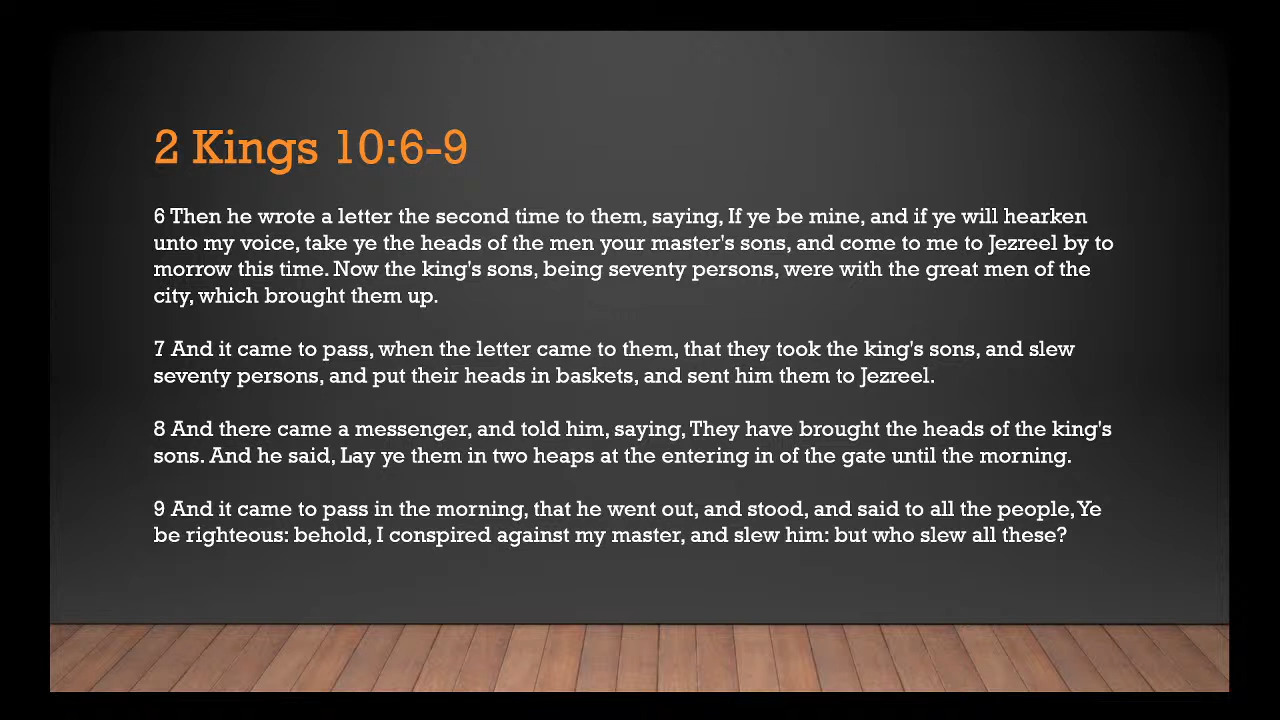 2 Kings 10:6-9
6 Then he wrote a letter the second time to them, saying, If ye be mine, and if ye will hearken
unto my voice, take ye the heads of the men your master's sons, and come to me to Jezreel by to
morrow this time. Now the king's sons, being seventy persons, were with the great men of the
city, which brought them up.
7 And it came to pass, when the letter came to them, that they took the king's sons, and slew
seventy persons, and put their heads in baskets, and sent him them to Jezreel.
8 And there came a messenger, and told him, saying, They have brought the heads of the king's
sons. And he said, Lay ye them in two heaps at the entering in of the gate until the morning.
9 And it came to pass in the morning, that he went out, and stood, and said to all the people, Ye
be righteous: behold, I conspired against my master, and slew him: but who slew all these?